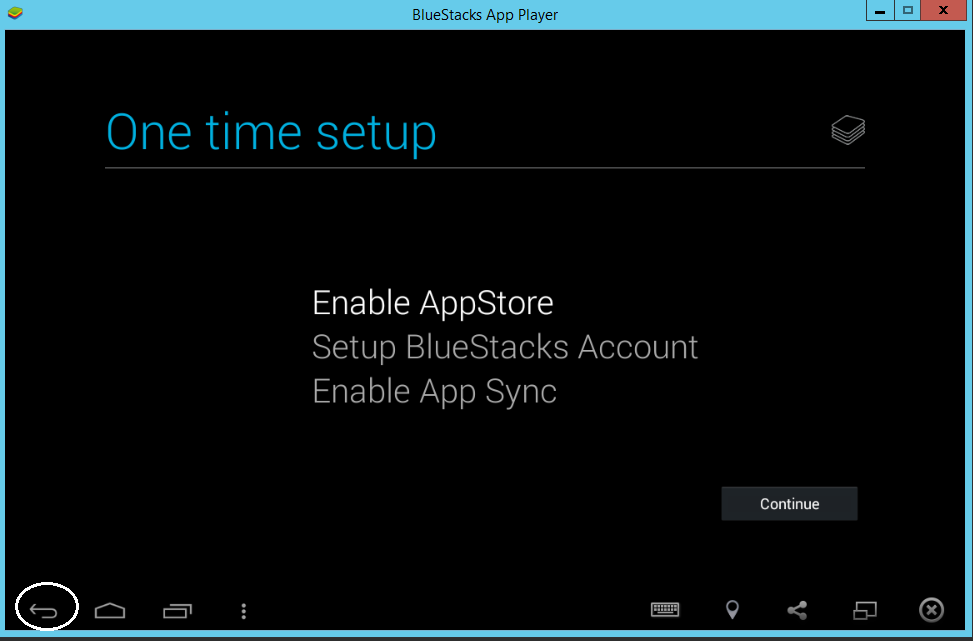 BlueStacks App Player
One time setup
Enable AppStore
Setup BlueStacks Account
Enable App Sync
Continue